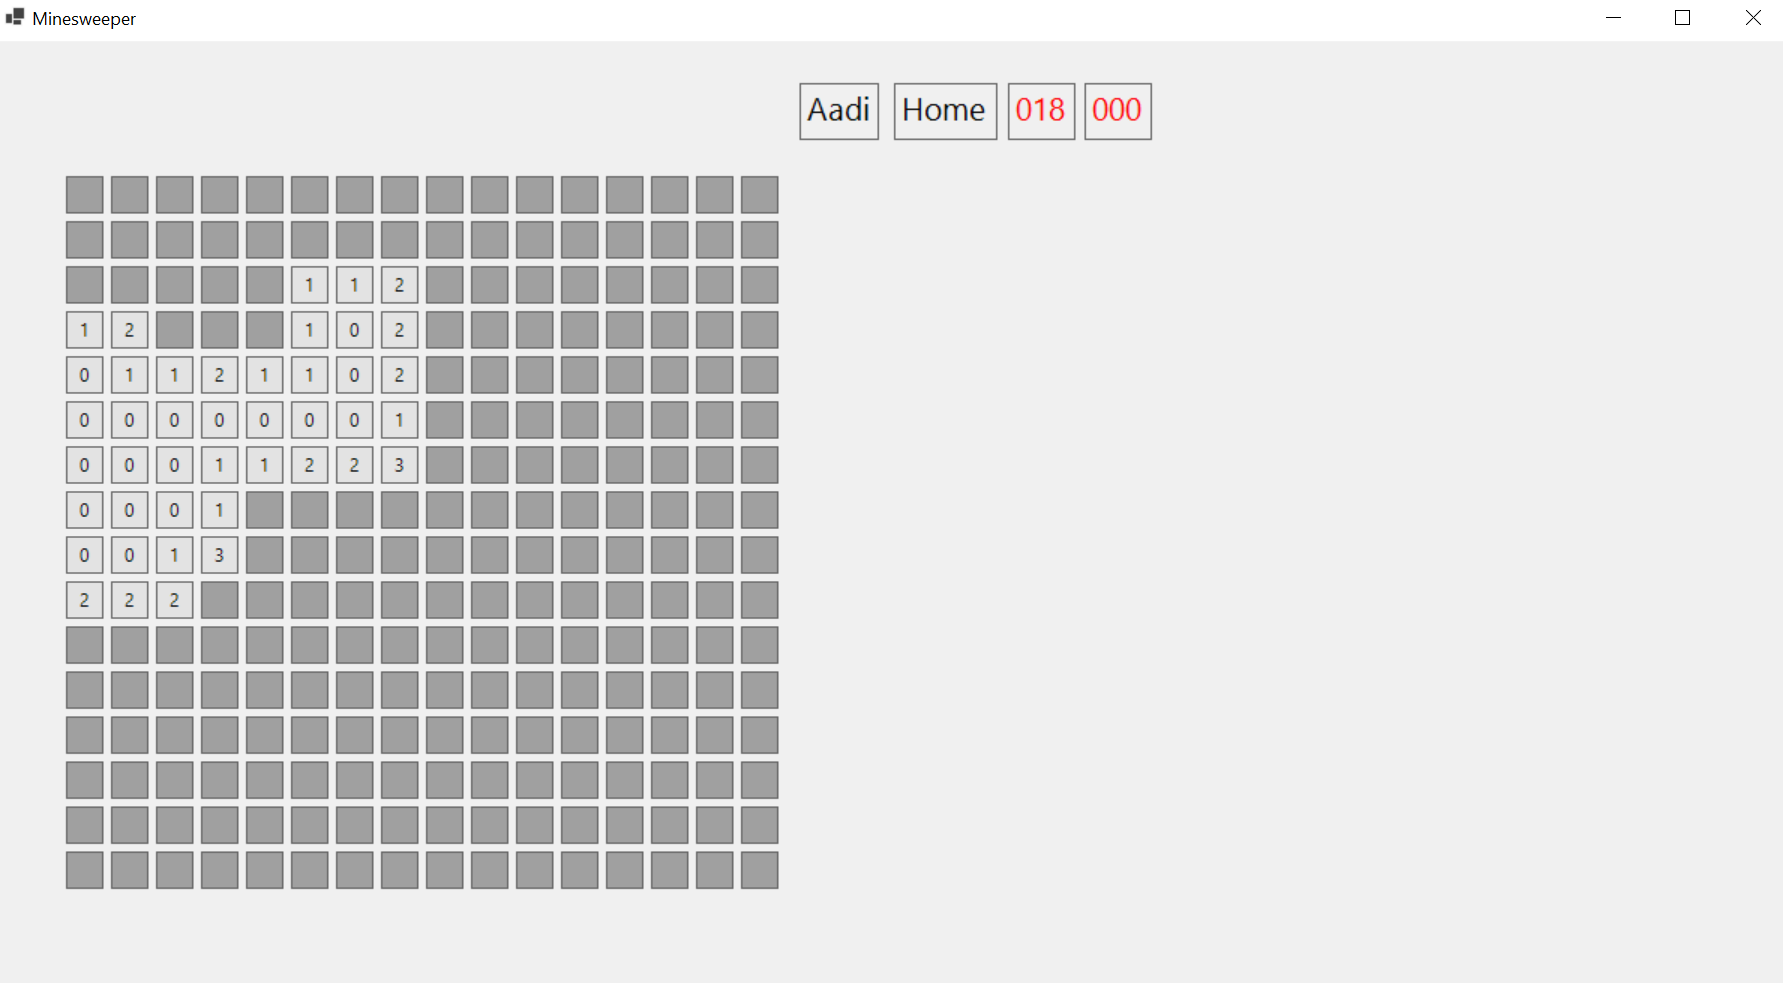 Minesweeper
Aadi Home 018 000
1 1 2
1 2 1 0 2
0 1 1 2 1 1 0 2
0 0 0 0 0 0 0 1
0 0 0 1 1 2 2 3
0 0 0 1
0 0 1 3
2 2 2